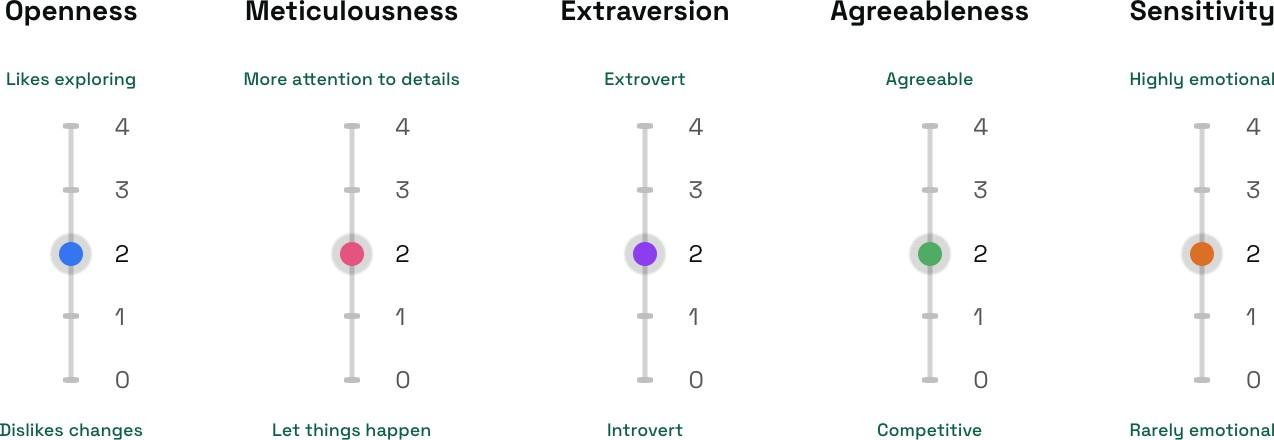 Openness Meticulousness Extraversion Agreeableness Sensitivity
Likes exploring More attention to details Extrovert Agreeable Highly emotional
4 4 4 4 4
3 3 3 3 3
2 2 2 2 2
1 1 1 1 1
0 0 0 0 0
Dislikes changes Let things happen Introvert Competitive Rarely emotional